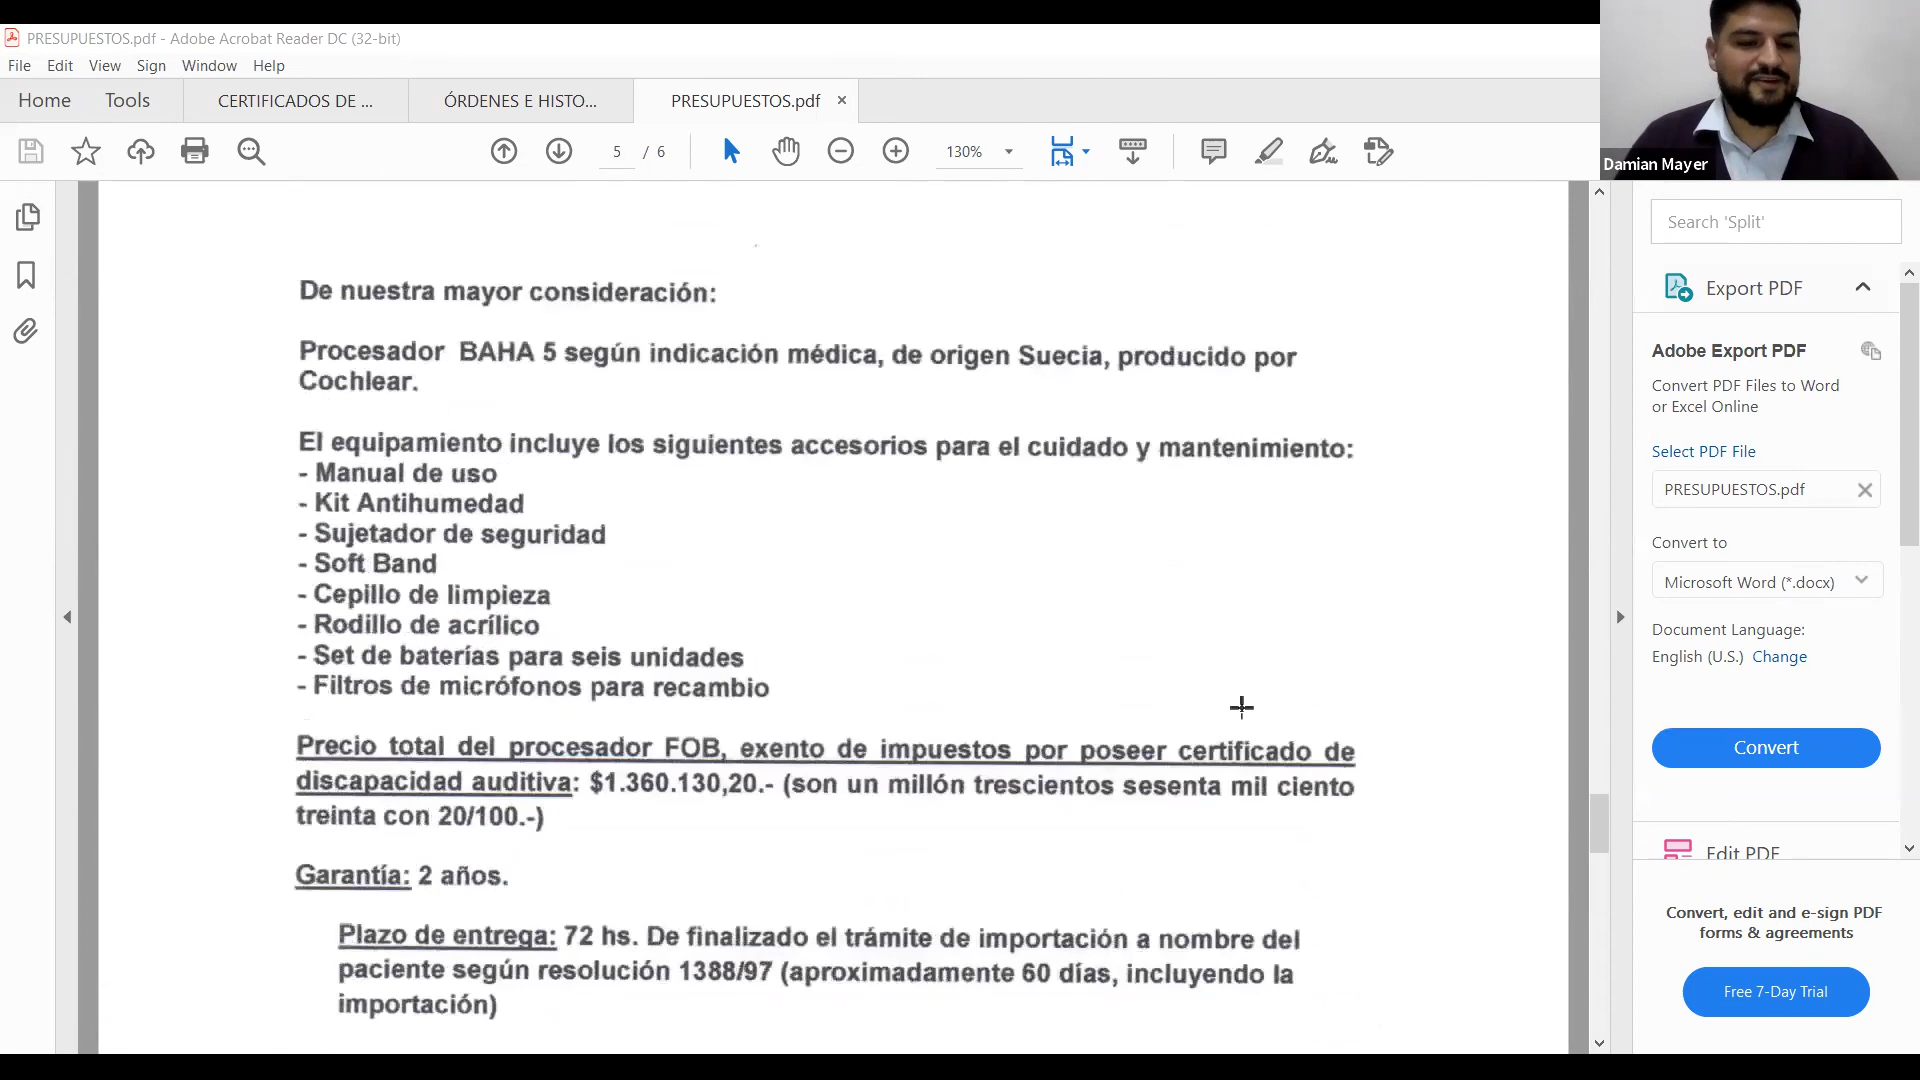 PRESUPUESTOS.pdf - Adobe Acrobat Reader DC (32-bit)
File Edit View Sign Window Help
Home Tools CERTIFICADOS DE ... ÓRDENES E HISTO... PRESUPUESTOS.pdf ×
5 / 6 130%
Damian Mayer
De nuestra mayor consideración:
Procesador BAHA 5 según indicación médica, de origen Suecia, producido por
Cochlear.
El equipamiento incluye los siguientes accesorios para el cuidado y mantenimiento:
- Manual de uso
- Kit Antihumedad
- Sujetador de seguridad
- Soft Band
- Cepillo de limpieza
- Rodillo de acrílico
- Set de baterías para seis unidades
- Filtros de micrófonos para recambio
Precio total del procesador FOB, exento de impuestos por poseer certificado de
discapacidad auditiva: $1.360.130,20.- (son un millón trescientos sesenta mil ciento
treinta con 20/100.-)
Garantía: 2 años.
Plazo de entrega: 72 hs. De finalizado el trámite de importación a nombre del
paciente según resolución 1388/97 (aproximadamente 60 días, incluyendo la
importación)
Search 'Split'
Export PDF
Adobe Export PDF
Convert PDF Files to Word
or Excel Online
Select PDF File
PRESUPUESTOS.pdf
Convert to
Microsoft Word (*.docx)
Document Language:
English (U.S.) Change
Convert
Edit PDF
Convert, edit and e-sign PDF
forms & agreements
Free 7-Day Trial